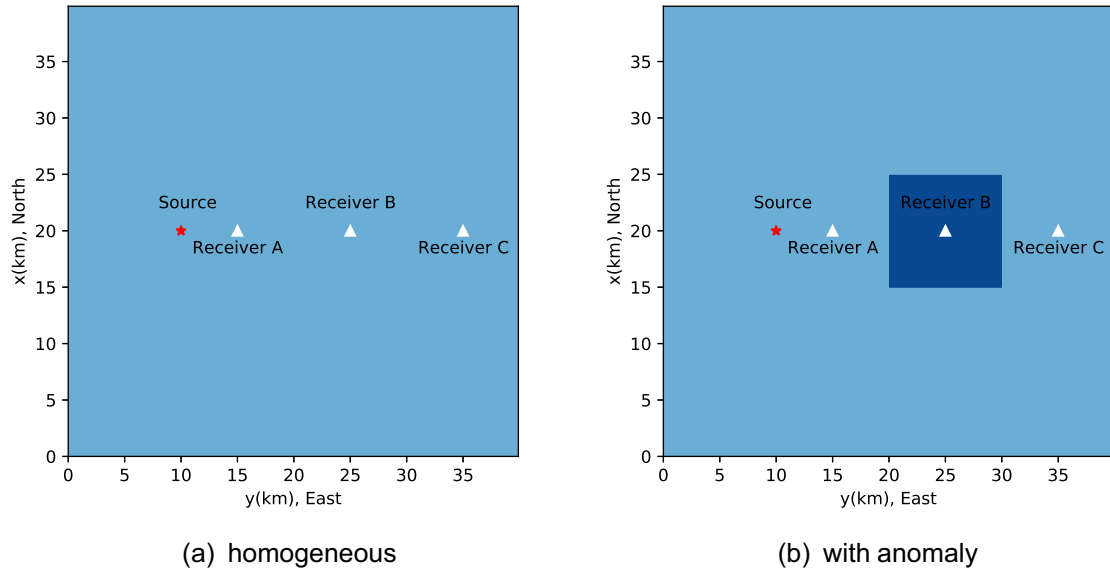 35
30
25
20
15
10
5
0
x(km), North
Source
Receiver B
Receiver A
Receiver C
0 5 10 15 20 25 30 35
y(km), East
(a) homogeneous
35
30
25
20
15
10
5
0
x(km), North
Source
Receiver B
Receiver A
Receiver C
0 5 10 15 20 25 30 35
y(km), East
(b) with anomaly